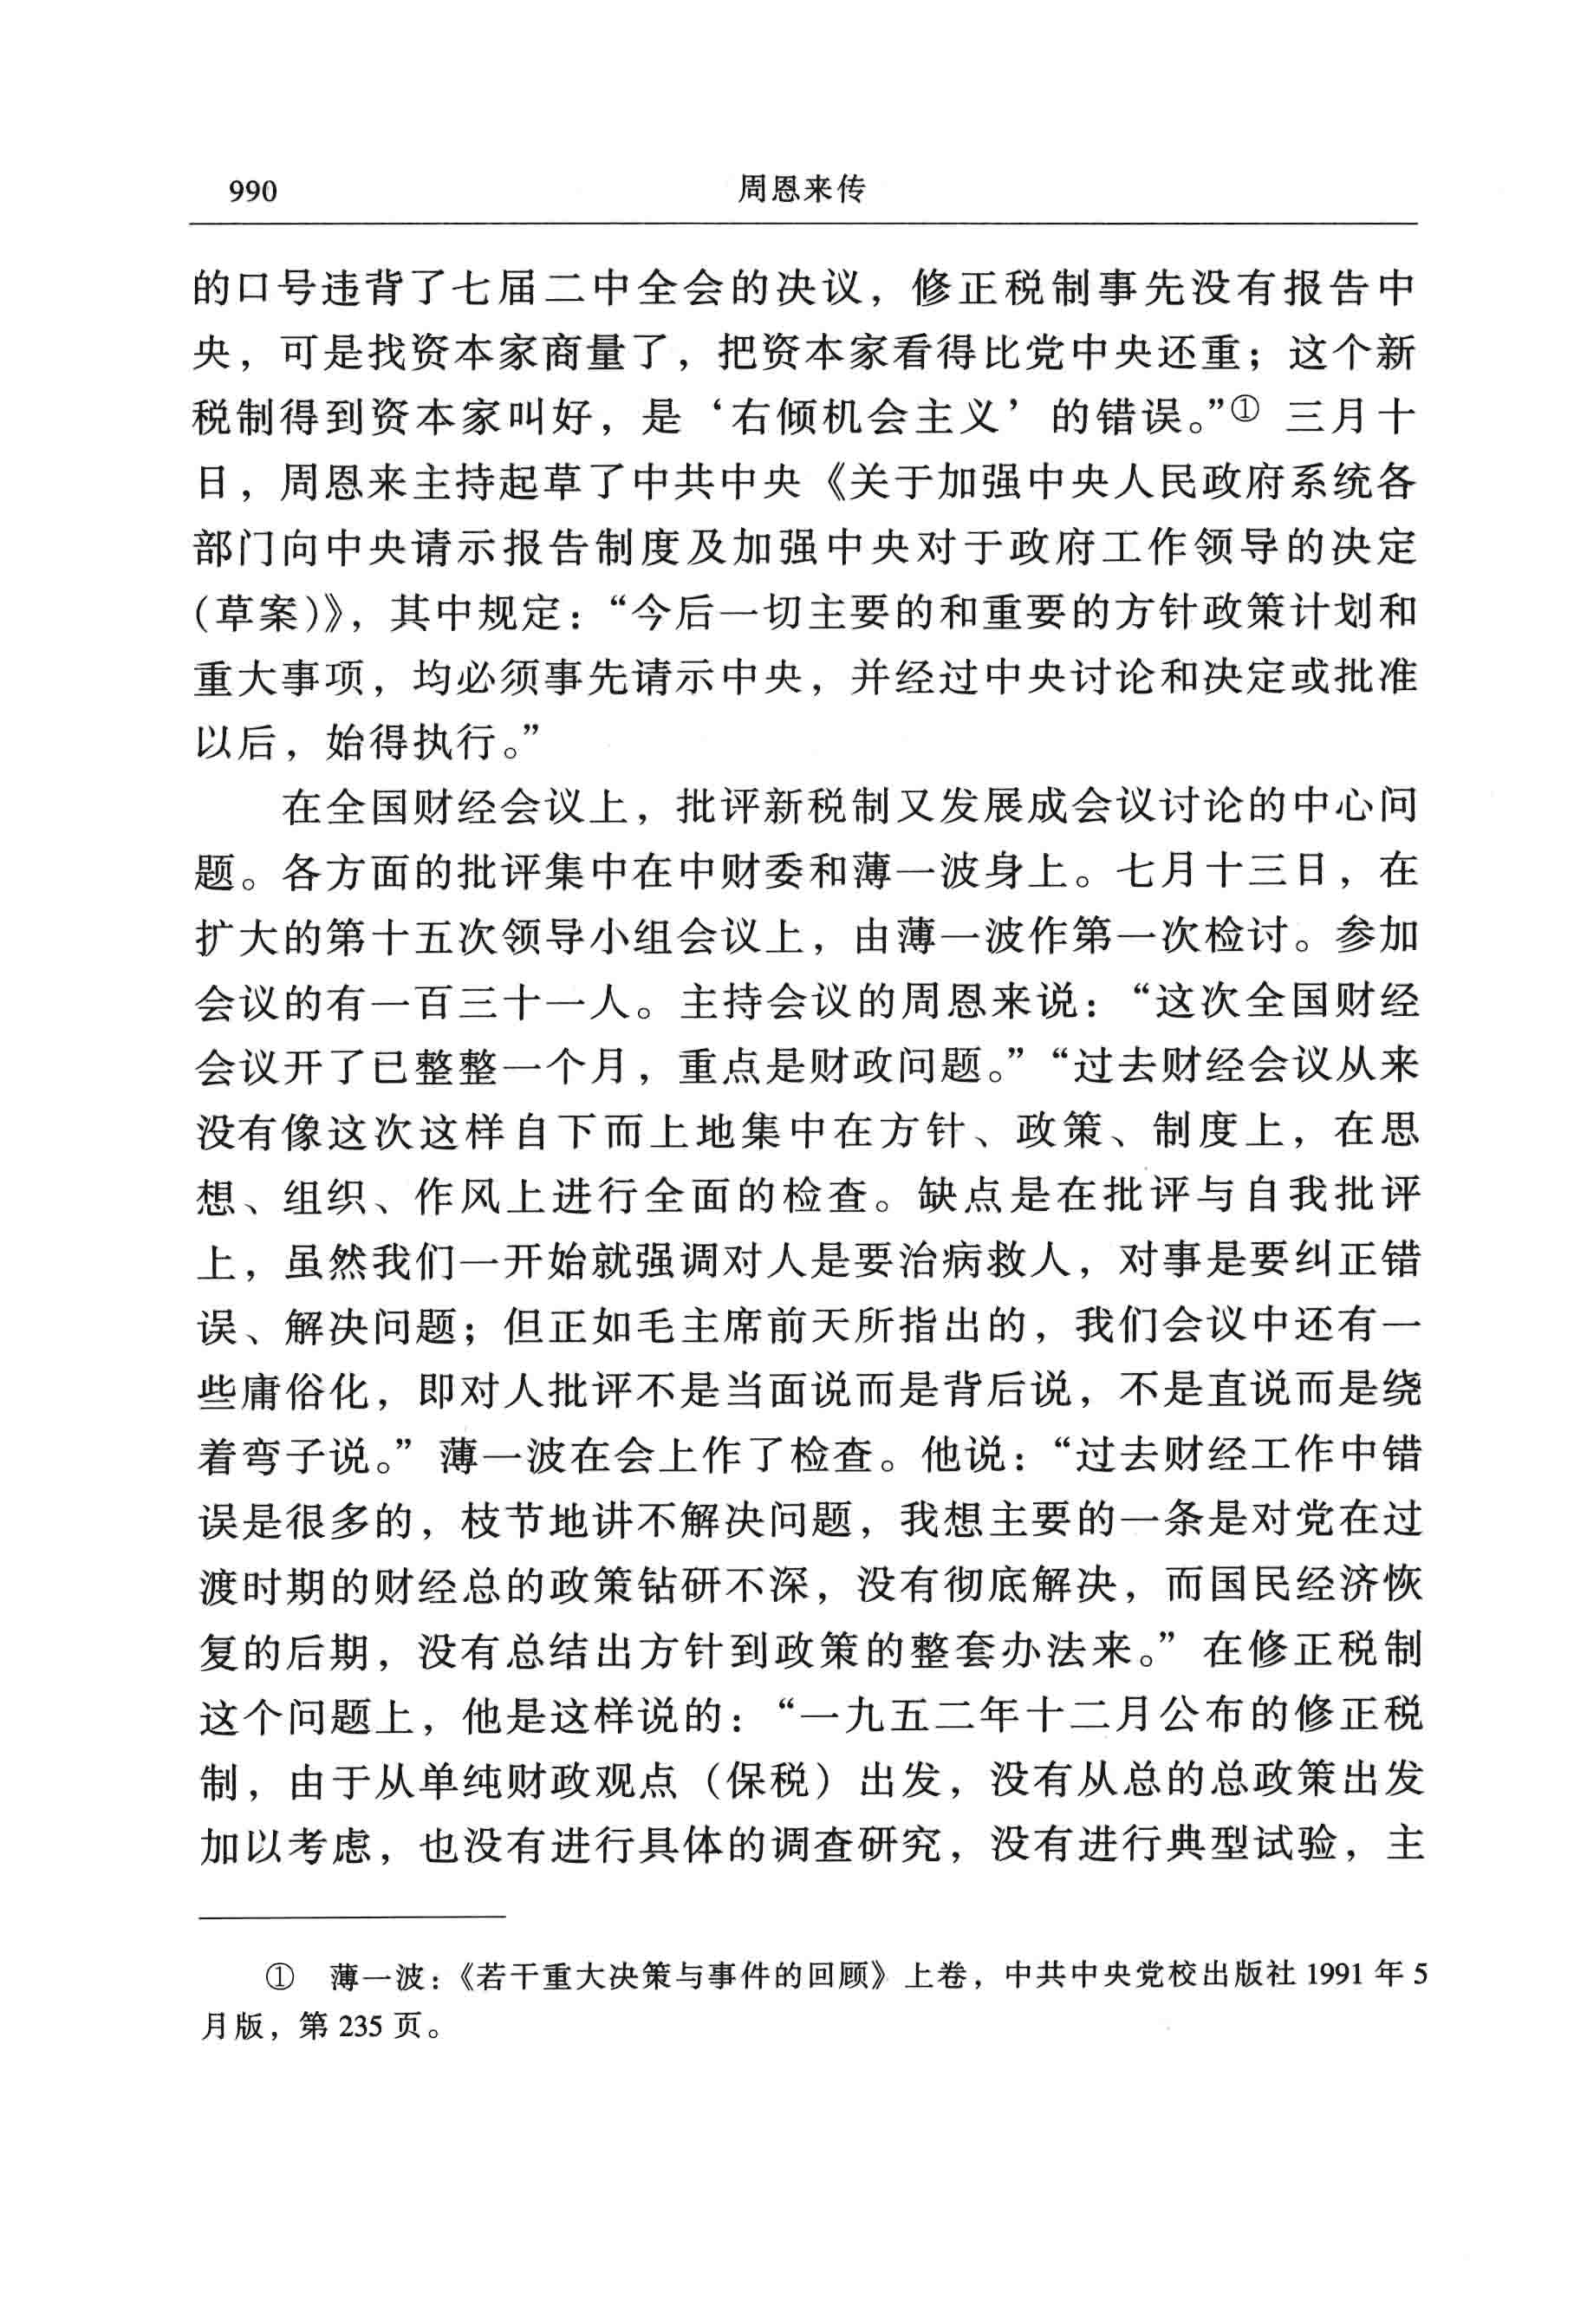 990
周恩来传
的口号违背了七届二中全会的决议，修正税制事先没有报告中
央，可是找资本家商量了，把资本家看得比党中央还重；这个新
税制得到资本家叫好，是‘右倾机会主义’的错误。”① 三月十
日，周恩来主持起草了中共中央《关于加强中央人民政府系统各
部门向中央请示报告制度及加强中央对于政府工作领导的决定
（草案）》，其中规定：“今后一切主要的和重要的方针政策计划和
重大事项，均必须事先请示中央，并经过中央讨论和决定或批准
以后，始得执行。”
在全国财经会议上，批评新税制又发展成会议讨论的中心问
题。各方面的批评集中在中财委和薄一波身上。七月十三日，在
扩大的第十五次领导小组会议上，由薄一波作第一次检讨。参加
会议的有一百三十一人。主持会议的周恩来说：“这次全国财经
会议开了已整整一个月，重点是财政问题。”“过去财经会议从来
没有像这次这样自下而上地集中在方针、政策、制度上，在思
想、组织、作风上进行全面的检查。缺点是在批评与自我批评
上，虽然我们一开始就强调对人是要治病救人，对事是要纠正错
误、解决问题；但正如毛主席前天所指出的，我们会议中还有一
些庸俗化，即对人批评不是当面说而是背后说，不是直说而是绕
着弯子说。”薄一波在会上作了检查。他说：“过去财经工作中错
误是很多的，枝节地讲不解决问题，我想主要的一条是对党在过
渡时期的财经总的政策钻研不深，没有彻底解决，而国民经济恢
复的后期，没有总结出方针到政策的整套办法来。”在修正税制
这个问题上，他是这样说的：“一九五二年十二月公布的修正税
制，由于从单纯财政观点（保税）出发，没有从总的总政策出发
加以考虑，也没有进行具体的调查研究，没有进行典型试验，主
① 薄一波：《若干重大决策与事件的回顾》上卷，中共中央党校出版社 1991 年 5
月版，第 235 页。